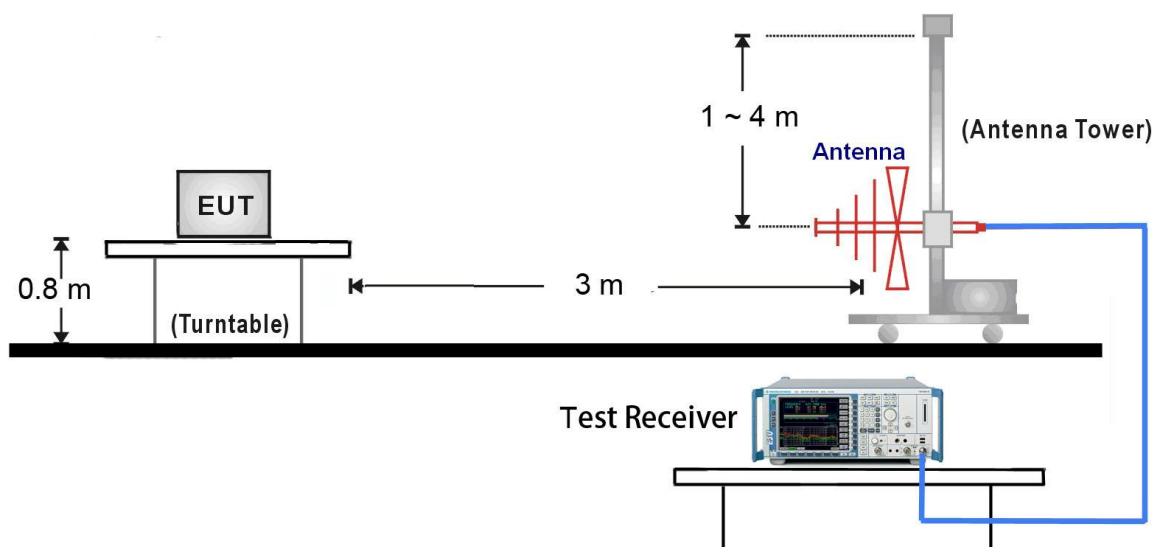 1 ~ 4 m
(Antenna Tower)
Antenna
EUT
0.8 m
3 m
(Turntable)
Test Receiver